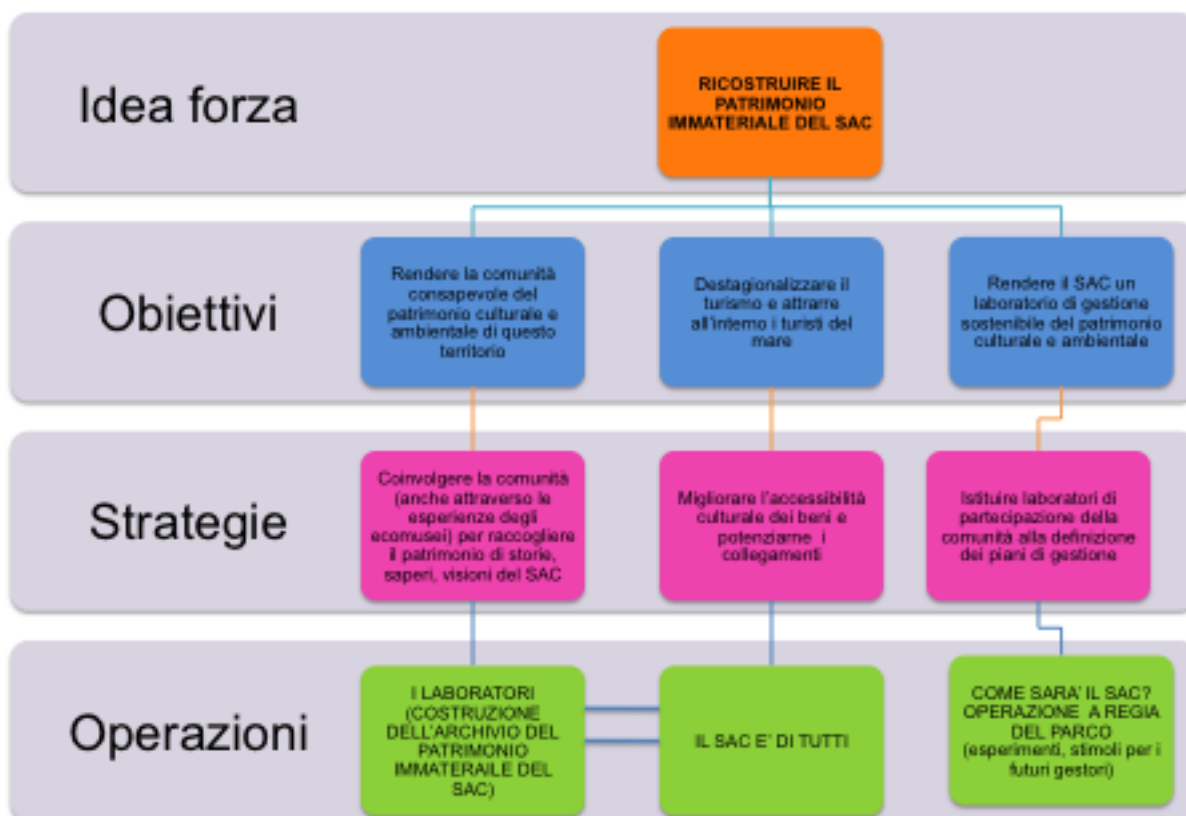 Idea forza
RICOSTRUIRE IL
PATRIMONIO
IMMATERIALE DEL SAC
Obiettivi
Rendere la comunità
consapevole del
patrimonio culturale e
ambientale di questo
territorio
Destagionalizzare il
turismo e attrarre
all'interno i turisti del
mare
Rendere il SAC un
laboratorio di gestione
sostenibile del patrimonio
culturale e ambientale
Strategie
Coinvolgere la comunità
(anche attraverso le
esperienze degli
ecomusei) per raccogliere
il patrimonio di storie,
saperi, visioni del SAC
Migliorare l'accessibilità
culturale dei beni e
potenziarne i
collegamenti
Istituire laboratori di
partecipazione della
comunità alla definizione
dei piani di gestione
Operazioni
I LABORATORI
(COSTRUZIONE
DELL'ARCHIVIO DEL
PATRIMONIO
IMMATERAILE DEL
SAC)
IL SAC E' DI TUTTI
COME SARA' IL SAC?
OPERAZIONE A REGIA
DEL PARCO
(esperimenti, stimoli per i
futuri gestori)